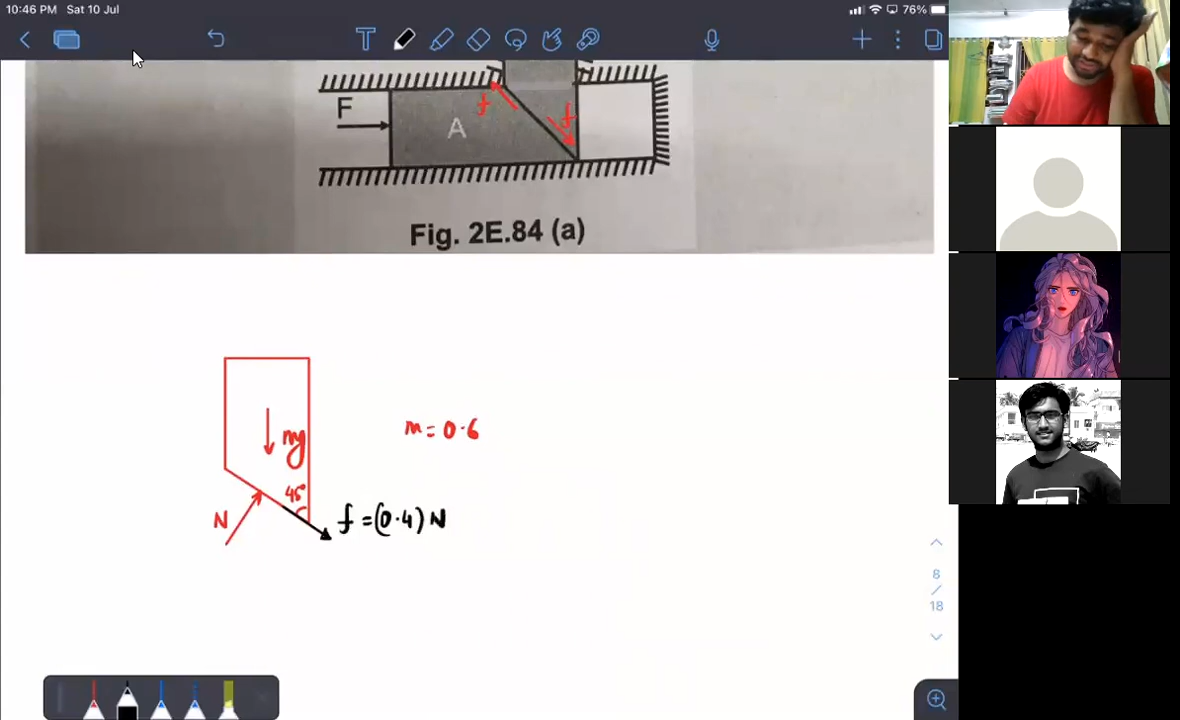 10:46 PM Sat 10 Jul
76%
T
F
f
f
A
Fig. 2E.84 (a)
mg
m = 0.6
45°
N
f = (0.4) N
8
/
18